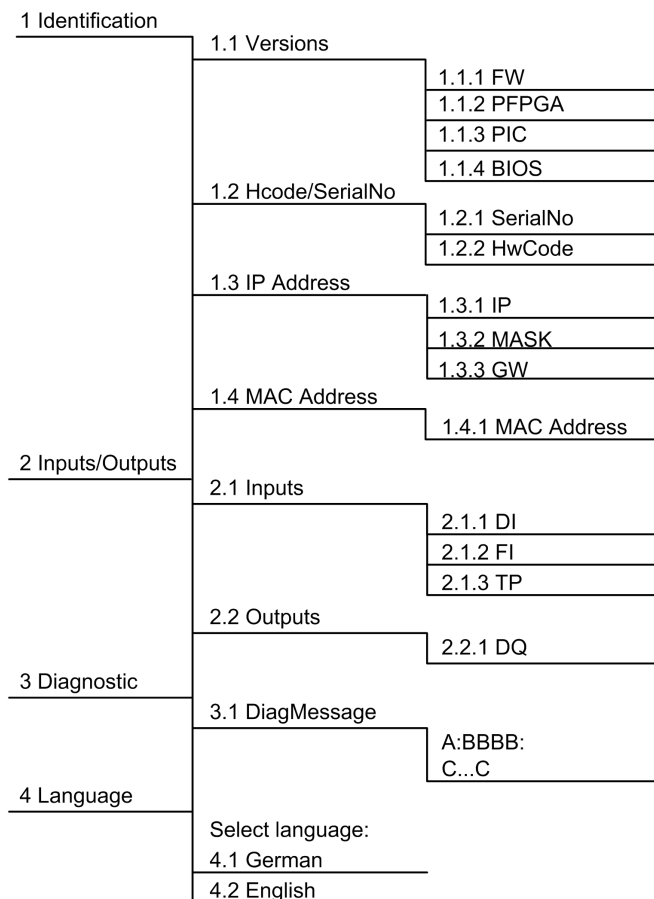 1 Identification
1.1 Versions
1.1.1 FW
1.1.2 PFPGA
1.1.3 PIC
1.1.4 BIOS
1.2 Hcode/SerialNo
1.2.1 SerialNo
1.2.2 HwCode
1.3 IP Address
1.3.1 IP
1.3.2 MASK
1.3.3 GW
1.4 MAC Address
1.4.1 MAC Address
2 Inputs/Outputs
2.1 Inputs
2.1.1 DI
2.1.2 FI
2.1.3 TP
2.2 Outputs
2.2.1 DQ
3 Diagnostic
3.1 DiagMessage
A:BBBB:
C...C
4 Language
Select language:
4.1 German
4.2 English